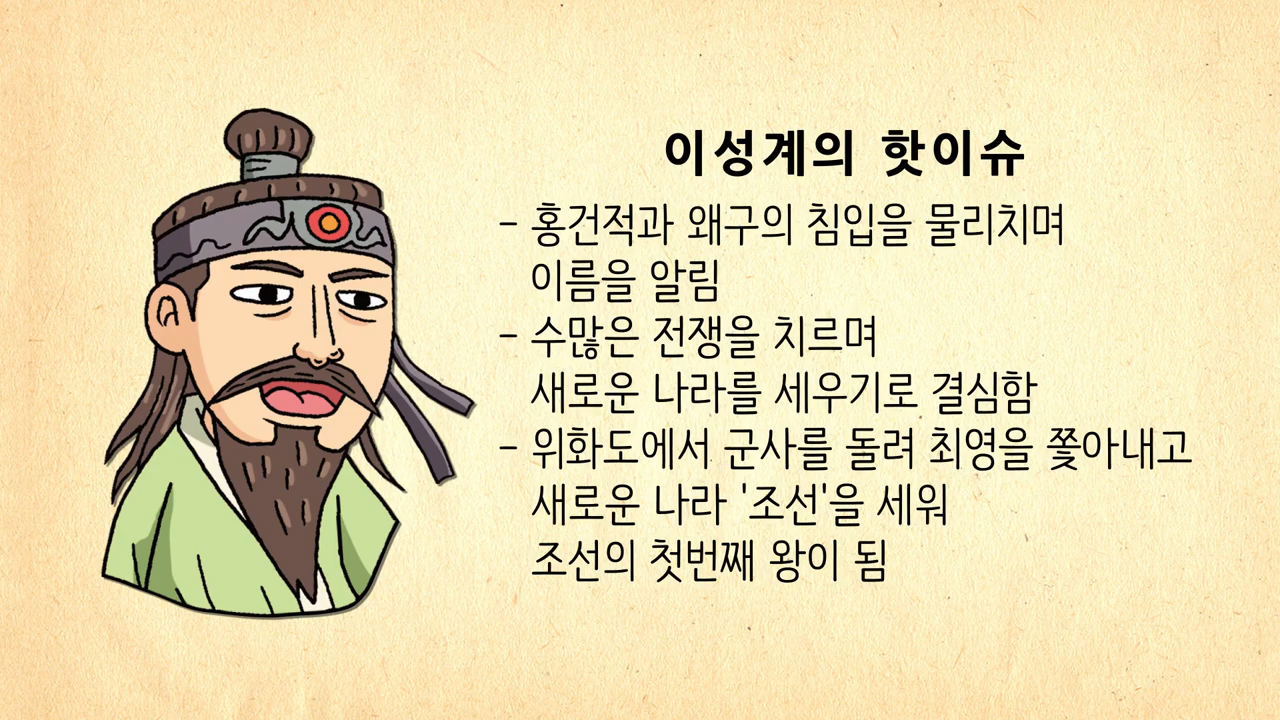 이성계의 핫이슈
- 홍건적과 왜구의 침입을 물리치며
이름을 알림
- 수많은 전쟁을 치르며
새로운 나라를 세우기로 결심함
- 위화도에서 군사를 돌려 최영을 쫓아내고
새로운 나라 '조선'을 세워
조선의 첫번째 왕이 됨